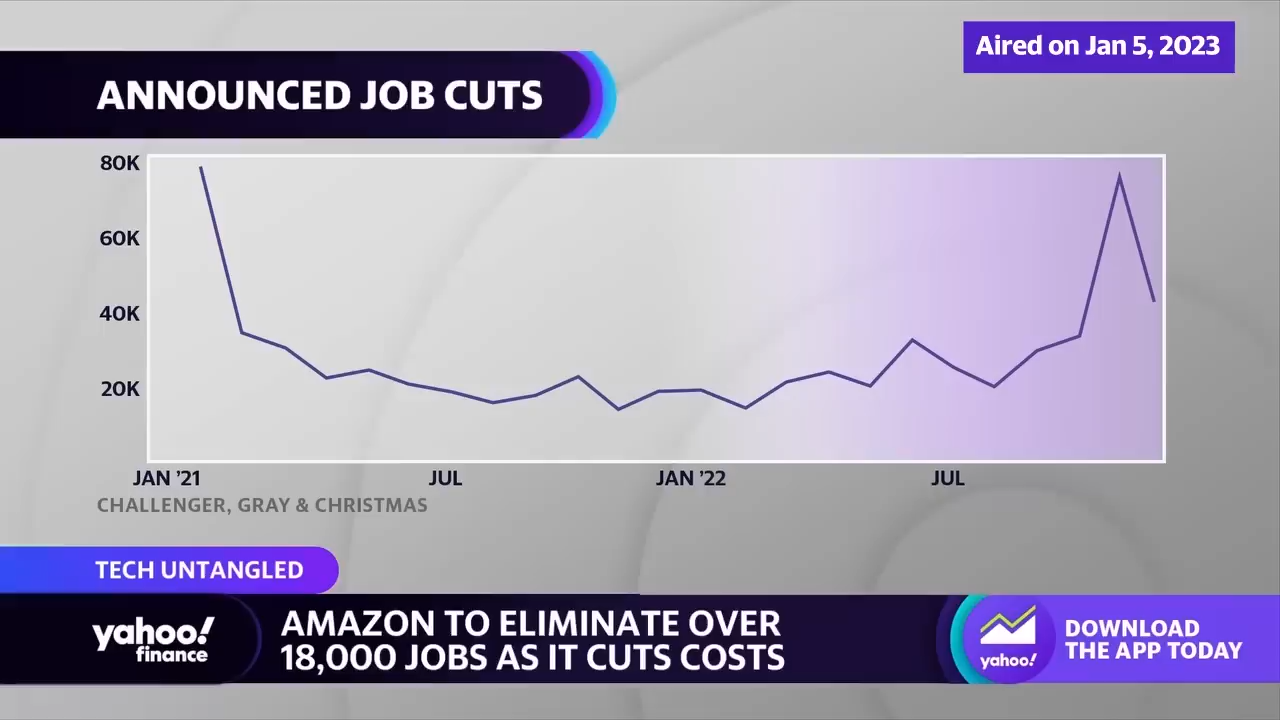 Aired on Jan 5, 2023
ANNOUNCED JOB CUTS
80K
60K
40K
20K
JAN ’21
JUL
JAN ’22
JUL
CHALLENGER, GRAY & CHRISTMAS
TECH UNTANGLED
yahoo!
finance
AMAZON TO ELIMINATE OVER
18,000 JOBS AS IT CUTS COSTS
yahoo!
DOWNLOAD
THE APP TODAY